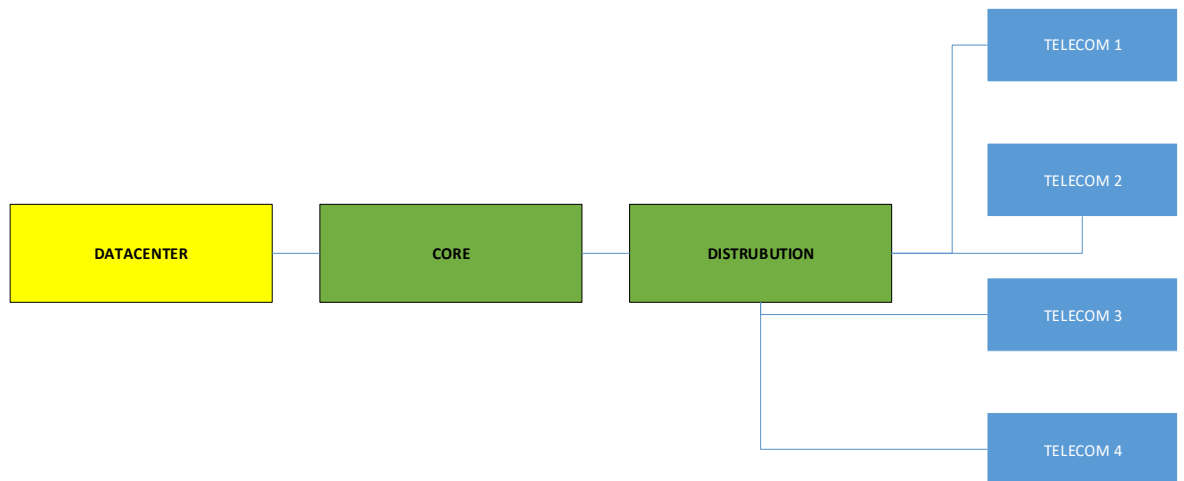 TELECOM 1
TELECOM 2
DATACENTER
CORE
DISTRUBUTION
TELECOM 3
TELECOM 4